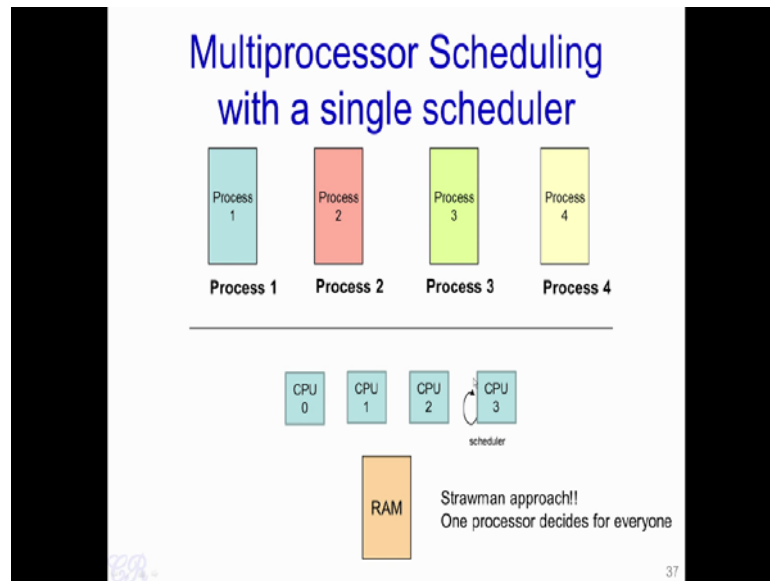 Multiprocessor Scheduling
with a single scheduler
Process
1
Process
2
Process
3
Process
4
Process 1
Process 2
Process 3
Process 4
CPU
0
CPU
1
CPU
2
CPU
3
scheduler
RAM
Strawman approach!!
One processor decides for everyone
37